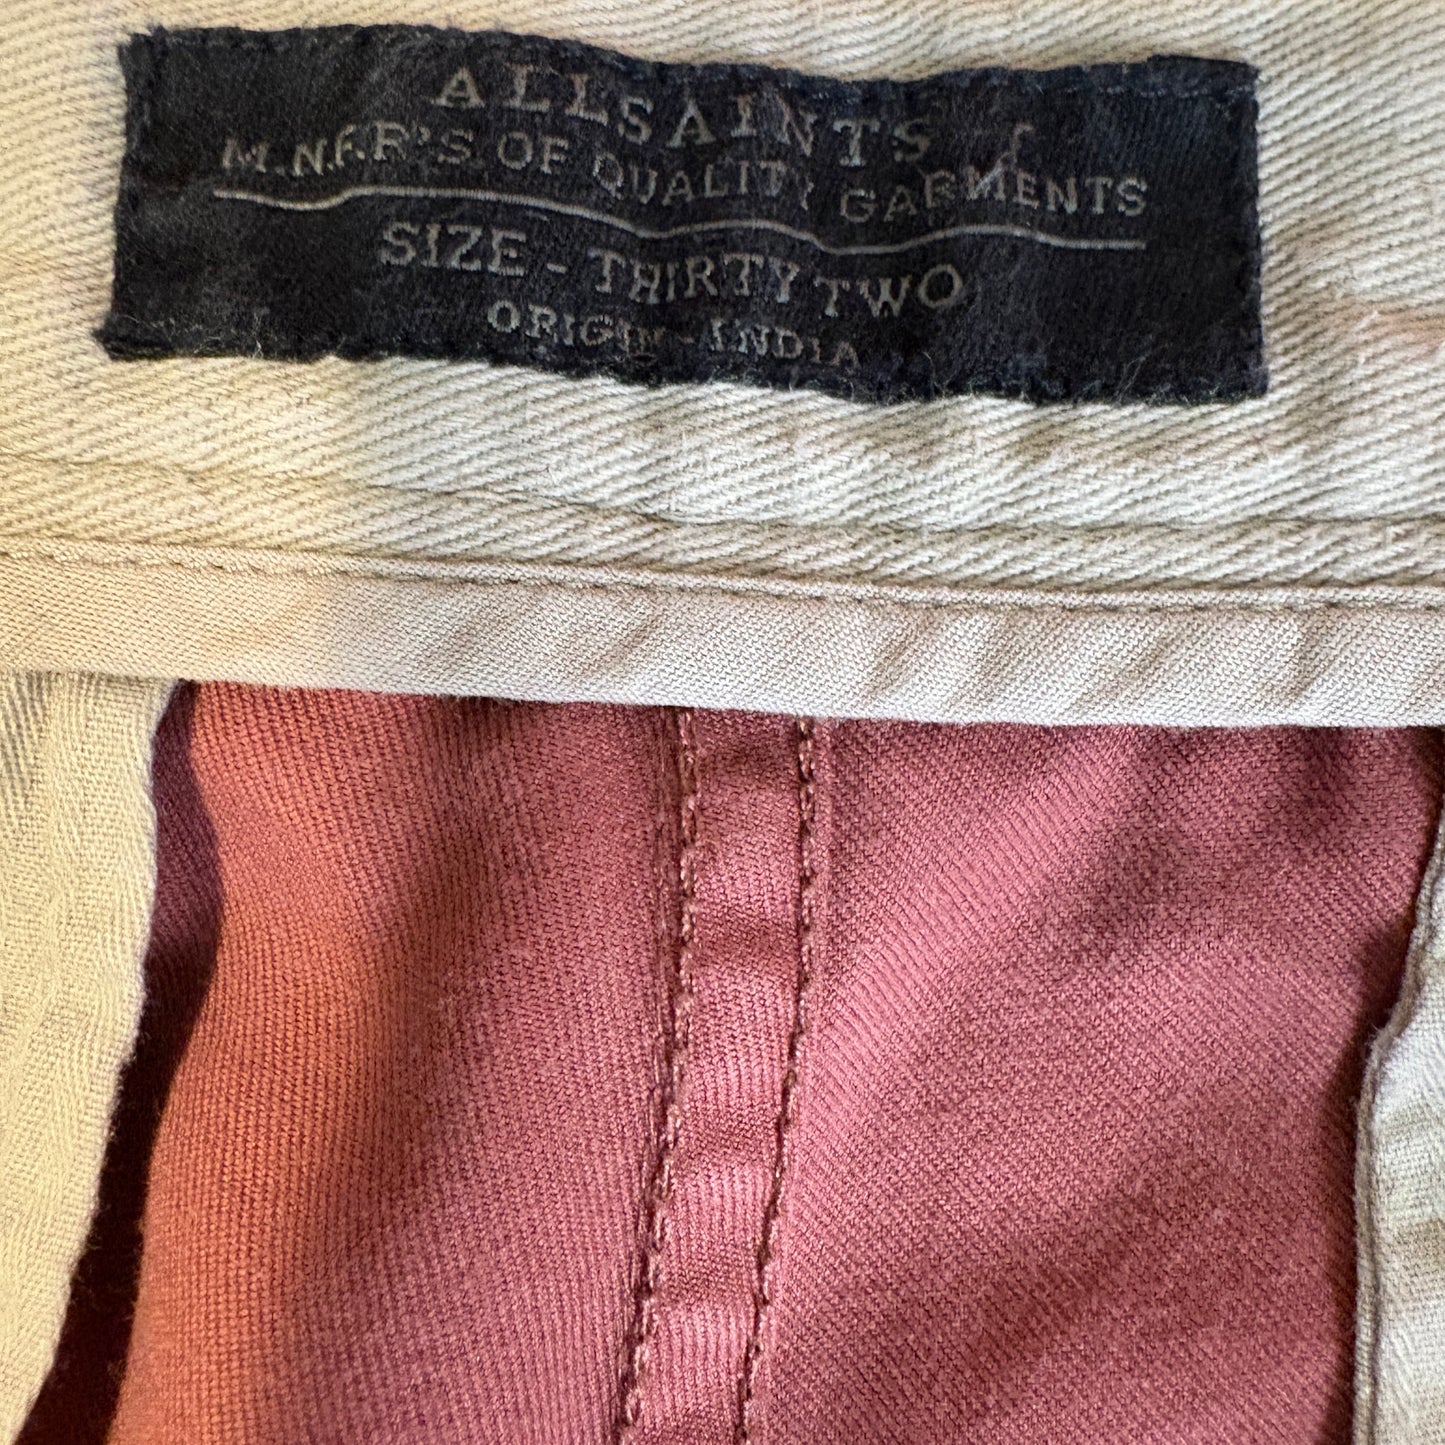 ALLSAINTS
M.N.F.R'S OF QUALITY GARMENTS
SIZE - THIRTY TWO
ORIGIN - INDIA